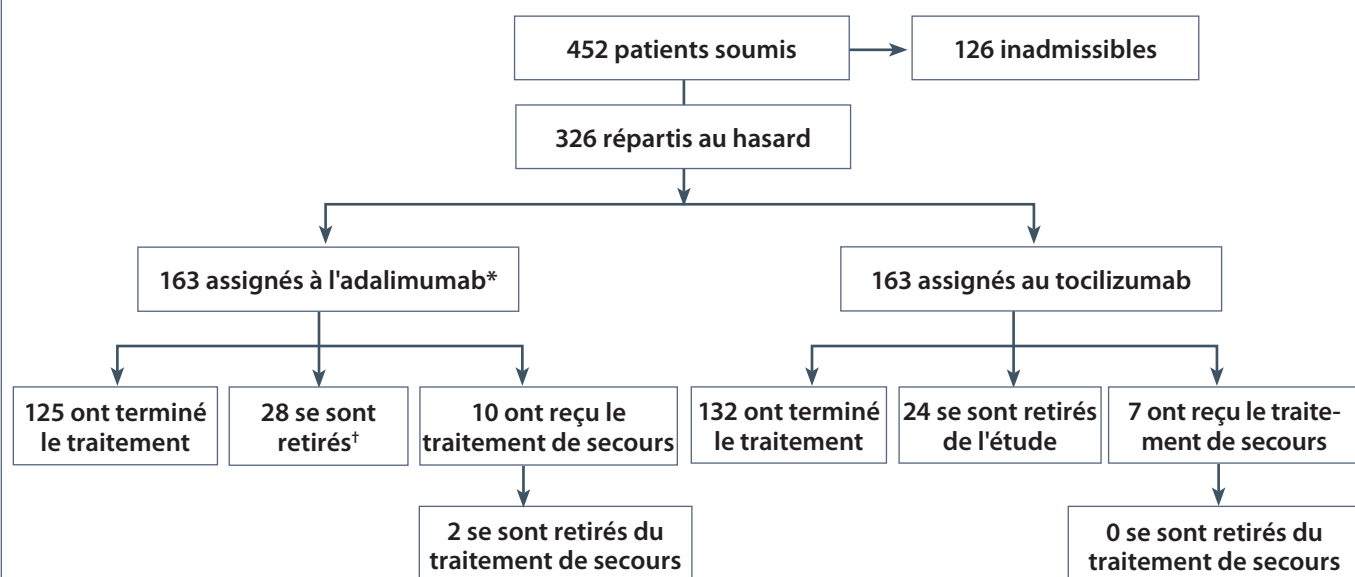 452 patients soumis
126 inadmissibles
326 répartis au hasard
163 assignés à l'adalimumab*
163 assignés au tocilizumab
125 ont terminé
le traitement
28 se sont
retirés†
10 ont reçu le
traitement de secours
132 ont terminé
le traitement
24 se sont retirés
de l'étude
7 ont reçu le traite-
ment de secours
2 se sont retirés du
traitement de secours
0 se sont retirés du
traitement de secours